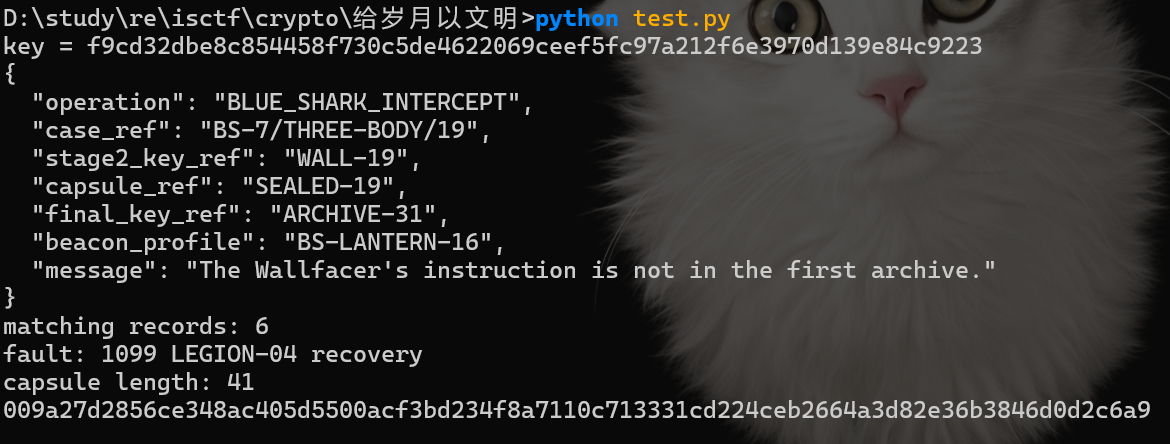 D:\study\re\isctf\crypto\给岁月以文明>python test.py
key = f9cd32dbe8c854458f730c5de4622069ceef5fc97a212f6e3970d139e84c9223
{
  "operation": "BLUE_SHARK_INTERCEPT",
  "case_ref": "BS-7/THREE-BODY/19",
  "stage2_key_ref": "WALL-19",
  "capsule_ref": "SEALED-19",
  "final_key_ref": "ARCHIVE-31",
  "beacon_profile": "BS-LANTERN-16",
  "message": "The Wallfacer's instruction is not in the first archive."
}
matching records: 6
fault: 1099 LEGION-04 recovery
capsule length: 41
009a27d2856ce348ac405d5500acf3bd234f8a7110c713331cd224ceb2664a3d82e36b3846d0d2c6a9